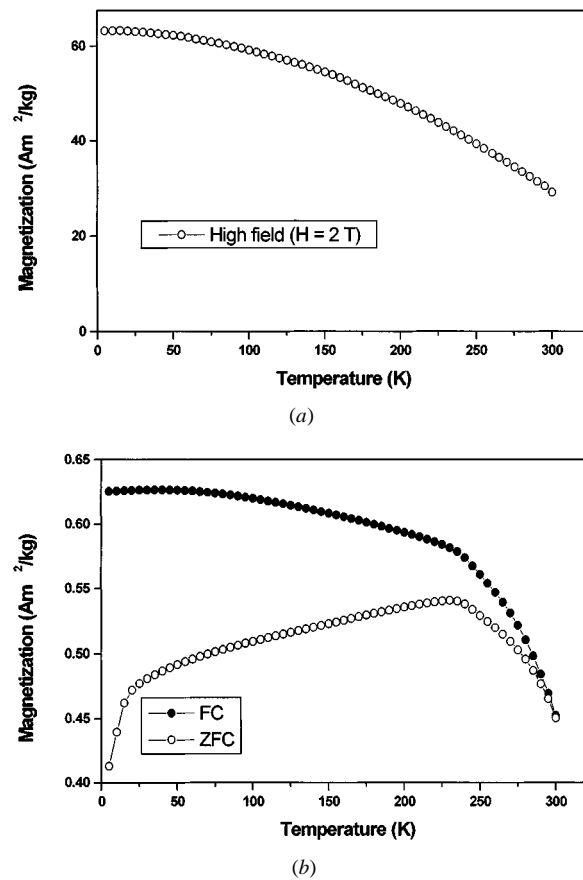 60
40
20
0
0 50 100 150 200 250 300
Magnetization (Am ²/kg)
High field (H = 2 T)
Temperature (K)
(a)
0.65
0.60
0.55
0.50
0.45
0.40
0 50 100 150 200 250 300
Magnetization (Am ²/kg)
FC
ZFC
Temperature (K)
(b)